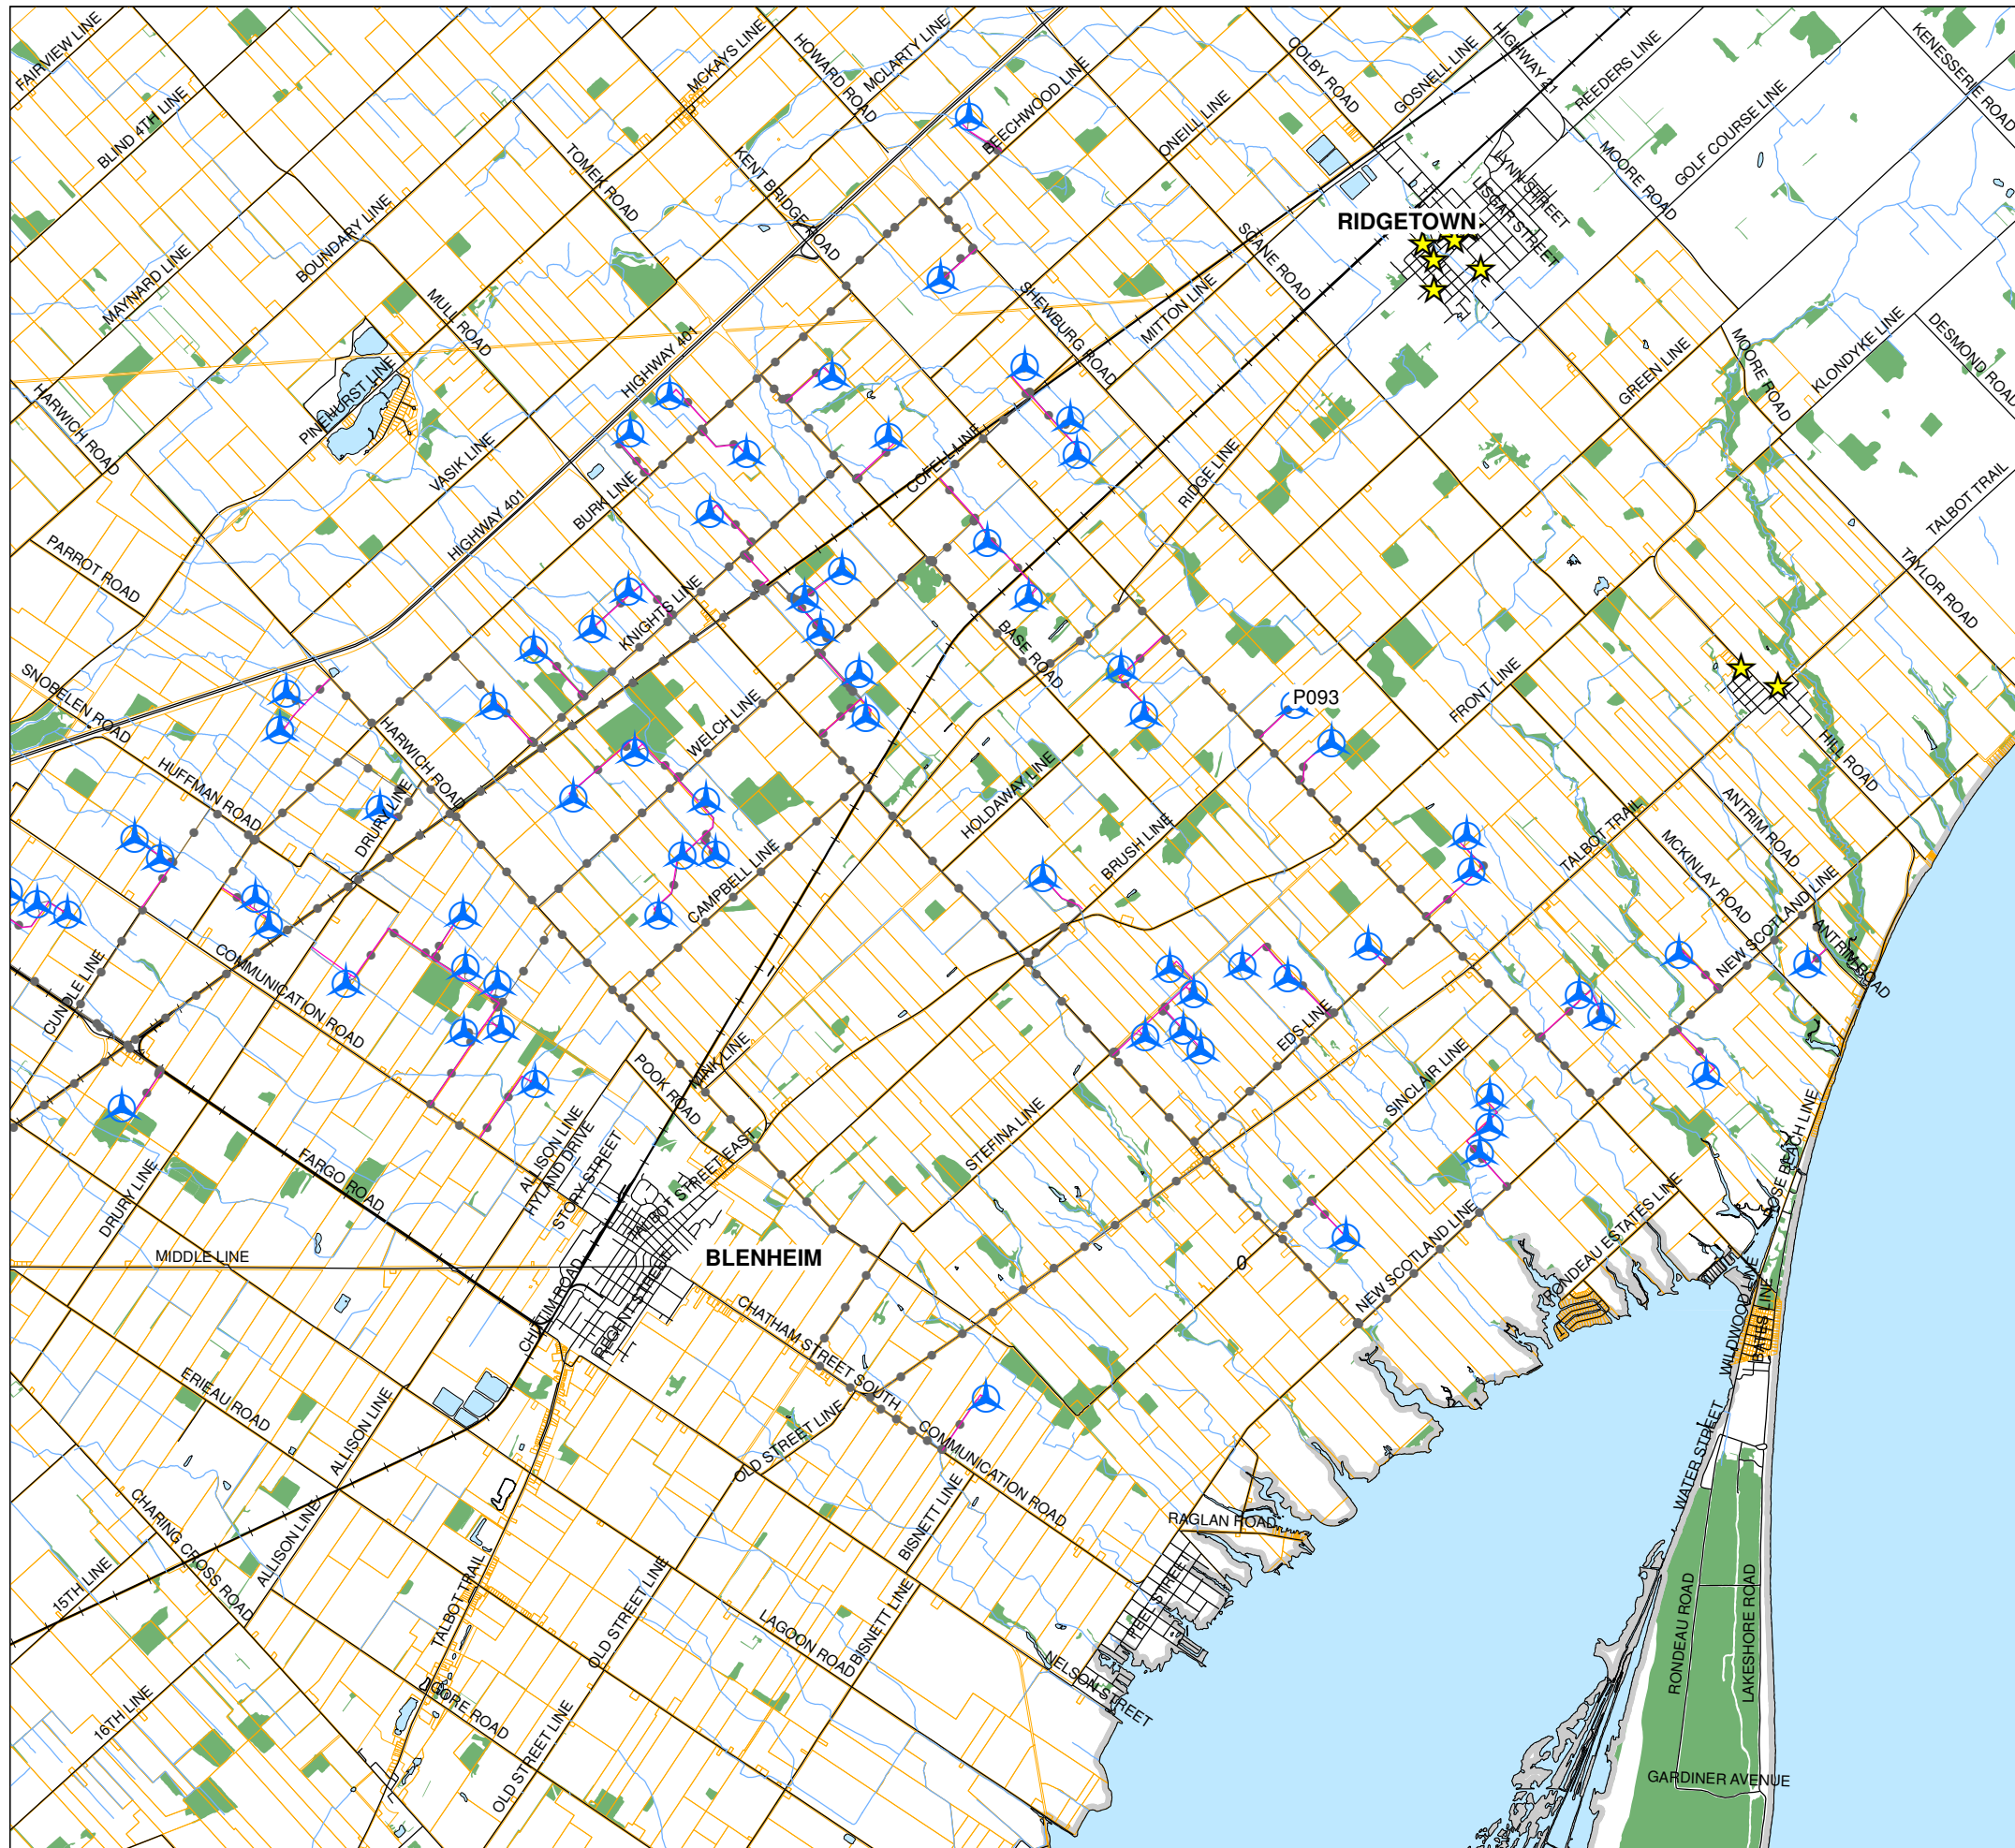 FAIRVIEW LINE
BLIND 4TH LINE
MCKAYS LINE
HOWARD ROAD
MCLARTY LINE
BEECHWOOD LINE
ONEILL LINE
COLBY ROAD
GOSNELL LINE
HIGHWAY 21
REEDERS LINE
GOLF COURSE LINE
KENESSERIE ROAD
MOORE ROAD
LYNN STREET
LISGAR STREET
RIDGETOWN
TOMEK ROAD
KENT BRIDGE ROAD
SCANE ROAD
MAYNARD LINE
BOUNDARY LINE
MULL ROAD
SHEWBURG ROAD
MITTON LINE
HIGHWAY 401
PINEHURST LINE
HARWICH ROAD
VASIK LINE
GREEN LINE
MOORE ROAD
KLONDYKE LINE
DESMOND ROAD
COFELL LINE
RIDGE LINE
BURK LINE
HIGHWAY 401
TALBOT TRAIL
TAYLOR ROAD
PARROT ROAD
KNIGHTS LINE
BASE ROAD
FRONT LINE
P093
SNOBELEN ROAD
HARWICH ROAD
WELCH LINE
HUFFMAN ROAD
DRURY LINE
HOLDAWAY LINE
BRUSH LINE
HILL ROAD
TALBOT TRAIL
ANTRIM ROAD
MCKINLAY ROAD
CAMPBELL LINE
NEW SCOTLAND LINE
ANTRIM ROAD
COMMUNICATION ROAD
CUNDLE LINE
EDS LINE
SINCLAIR LINE
MINK LINE
POOK ROAD
STEFINA LINE
ROSE BEACH LINE
ALLISON LINE
HYLAND DRIVE
STORY STREET
TALBOT STREET EAST
FARGO ROAD
DRURY LINE
MIDDLE LINE
BLENHEIM
0
NEW SCOTLAND LINE
RONDEAU ESTATES LINE
WILDWOOD LINE
BATES LINE
CHITIM ROAD
REGENT STREET
CHATHAM STREET SOUTH
ERIEAU ROAD
ALLISON LINE
OLD STREET LINE
COMMUNICATION ROAD
WATER STREET
CHARING CROSS ROAD
ALLISON LINE
BISNETT LINE
RAGLAN ROAD
15TH LINE
TALBOT TRAIL
OLD STREET LINE
LAGOON ROAD
BISNETT LINE
PEEL STREET
NELSON STREET
RONDEAU ROAD
LAKESHORE ROAD
16TH LINE
GORE ROAD
OLD STREET LINE
GARDINER AVENUE